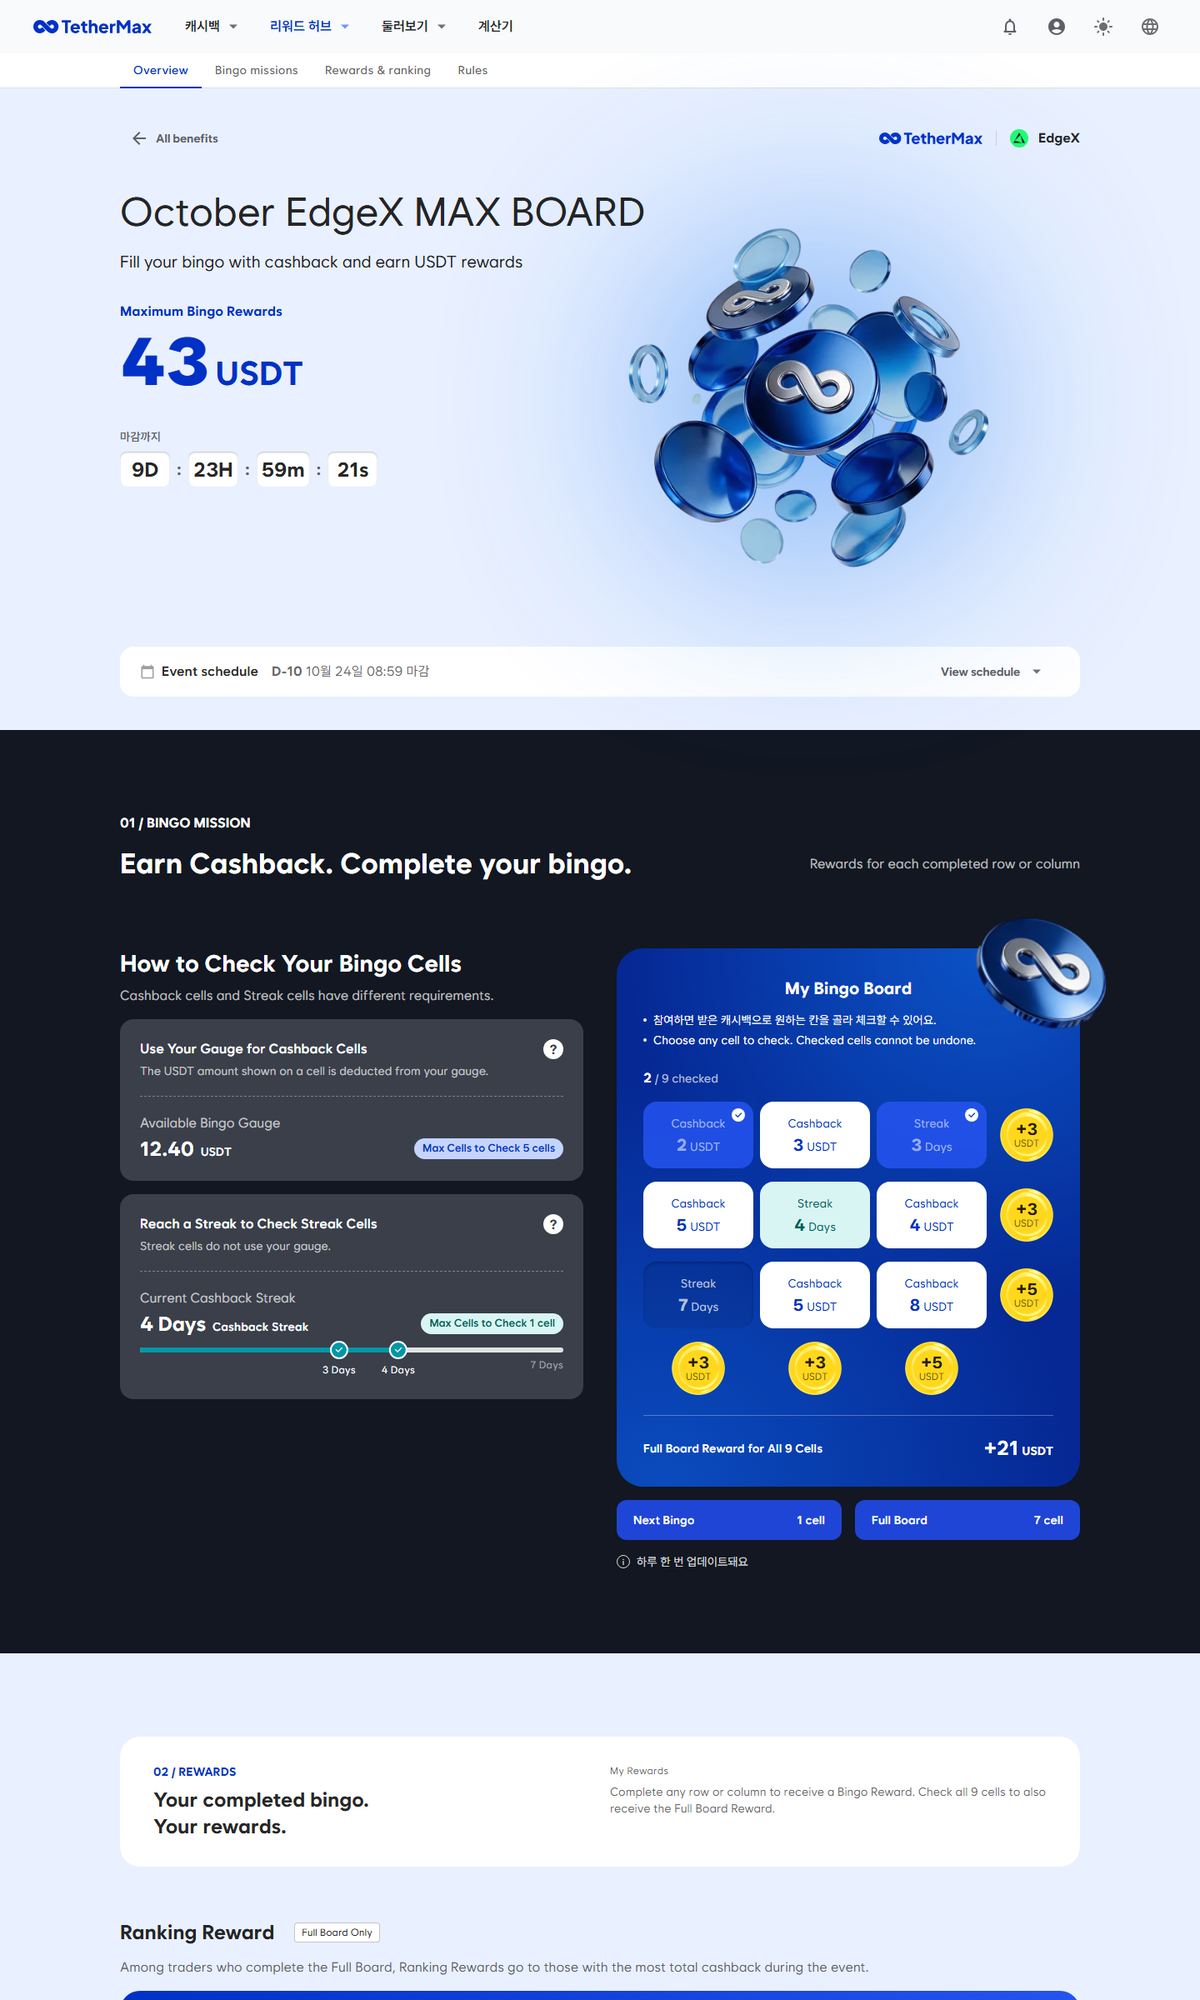 TetherMax
캐시백
리워드 허브
둘러보기
계산기
Overview
Bingo missions
Rewards & ranking
Rules
All benefits
TetherMax
EdgeX
October EdgeX MAX BOARD
Fill your bingo with cashback and earn USDT rewards
Maximum Bingo Rewards
43 USDT
마감까지
9D : 23H : 59m : 21s
Event schedule D-10 10월 24일 08:59 마감
View schedule
01 / BINGO MISSION
Earn Cashback. Complete your bingo.
Rewards for each completed row or column
How to Check Your Bingo Cells
Cashback cells and Streak cells have different requirements.
Use Your Gauge for Cashback Cells
?
The USDT amount shown on a cell is deducted from your gauge.
Available Bingo Gauge
12.40 USDT
Max Cells to Check 5 cells
Reach a Streak to Check Streak Cells
?
Streak cells do not use your gauge.
Current Cashback Streak
4 Days Cashback Streak
Max Cells to Check 1 cell
3 Days
4 Days
7 Days
My Bingo Board
• 참여하면 받은 캐시백으로 원하는 칸을 골라 체크할 수 있어요.
• Choose any cell to check. Checked cells cannot be undone.
2 / 9 checked
Cashback
2 USDT
Cashback
3 USDT
Streak
3 Days
+3
USDT
Cashback
5 USDT
Streak
4 Days
Cashback
4 USDT
+3
USDT
Streak
7 Days
Cashback
5 USDT
Cashback
8 USDT
+5
USDT
+3
USDT
+3
USDT
+5
USDT
Full Board Reward for All 9 Cells
+21 USDT
Next Bingo
1 cell
Full Board
7 cell
하루 한 번 업데이트돼요
02 / REWARDS
Your completed bingo.
Your rewards.
My Rewards
Complete any row or column to receive a Bingo Reward. Check all 9 cells to also
receive the Full Board Reward.
Ranking Reward
Full Board Only
Among traders who complete the Full Board, Ranking Rewards go to those with the most total cashback during the event.